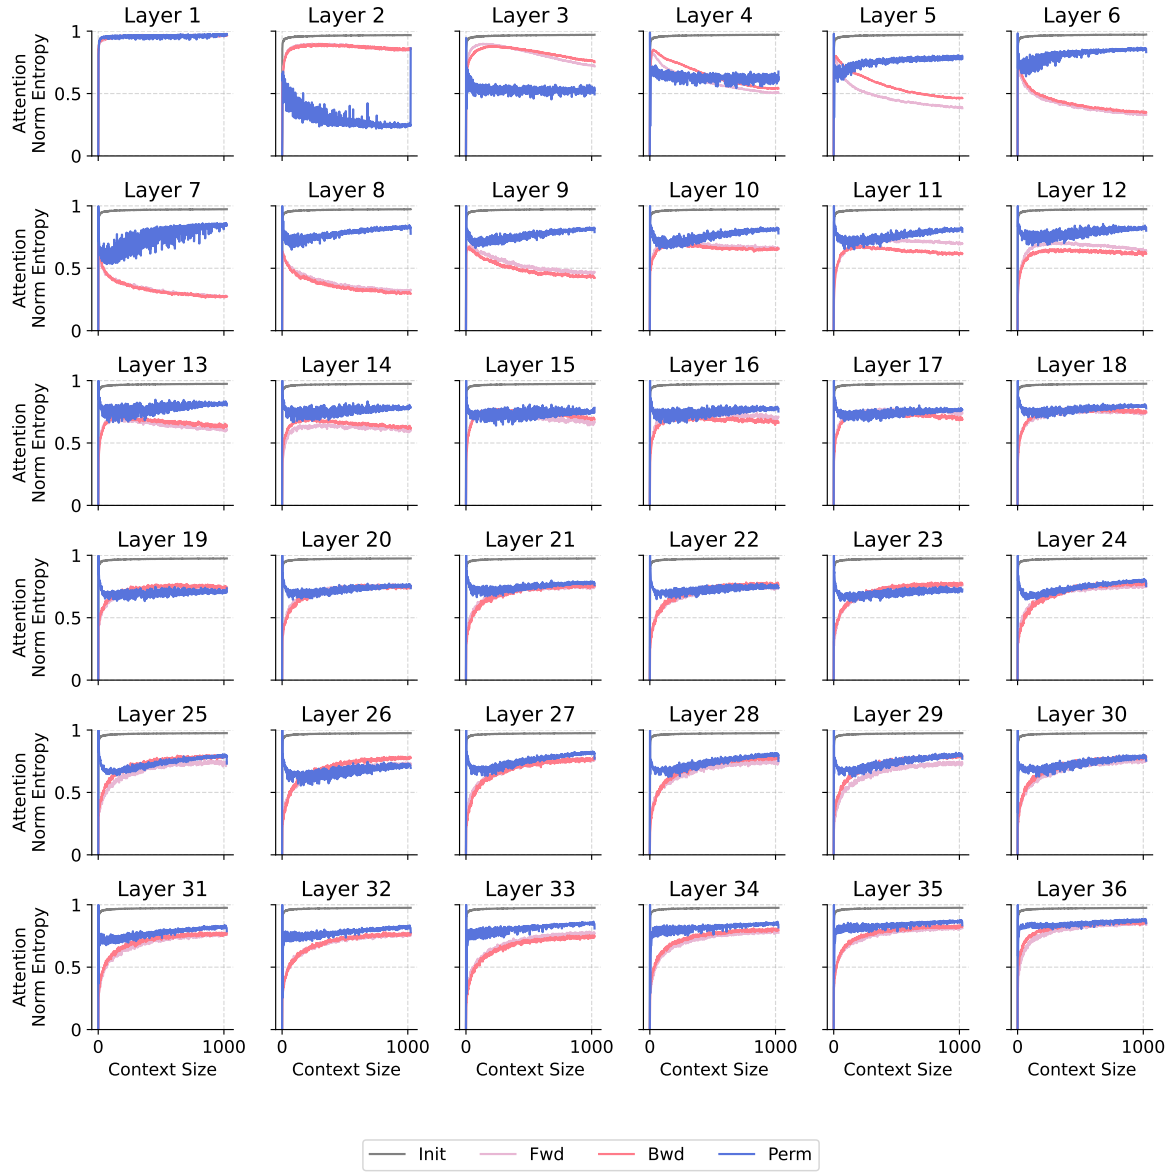 Layer 1 Layer 2 Layer 3 Layer 4 Layer 5 Layer 6
Attention
Norm Entropy
1
0.5
0
Layer 7 Layer 8 Layer 9 Layer 10 Layer 11 Layer 12
Attention
Norm Entropy
1
0.5
0
Layer 13 Layer 14 Layer 15 Layer 16 Layer 17 Layer 18
Attention
Norm Entropy
1
0.5
0
Layer 19 Layer 20 Layer 21 Layer 22 Layer 23 Layer 24
Attention
Norm Entropy
1
0.5
0
Layer 25 Layer 26 Layer 27 Layer 28 Layer 29 Layer 30
Attention
Norm Entropy
1
0.5
0
Layer 31 Layer 32 Layer 33 Layer 34 Layer 35 Layer 36
Attention
Norm Entropy
1
0.5
0
0 1000 0 1000 0 1000 0 1000 0 1000 0 1000
Context Size Context Size Context Size Context Size Context Size Context Size
Init Fwd Bwd Perm